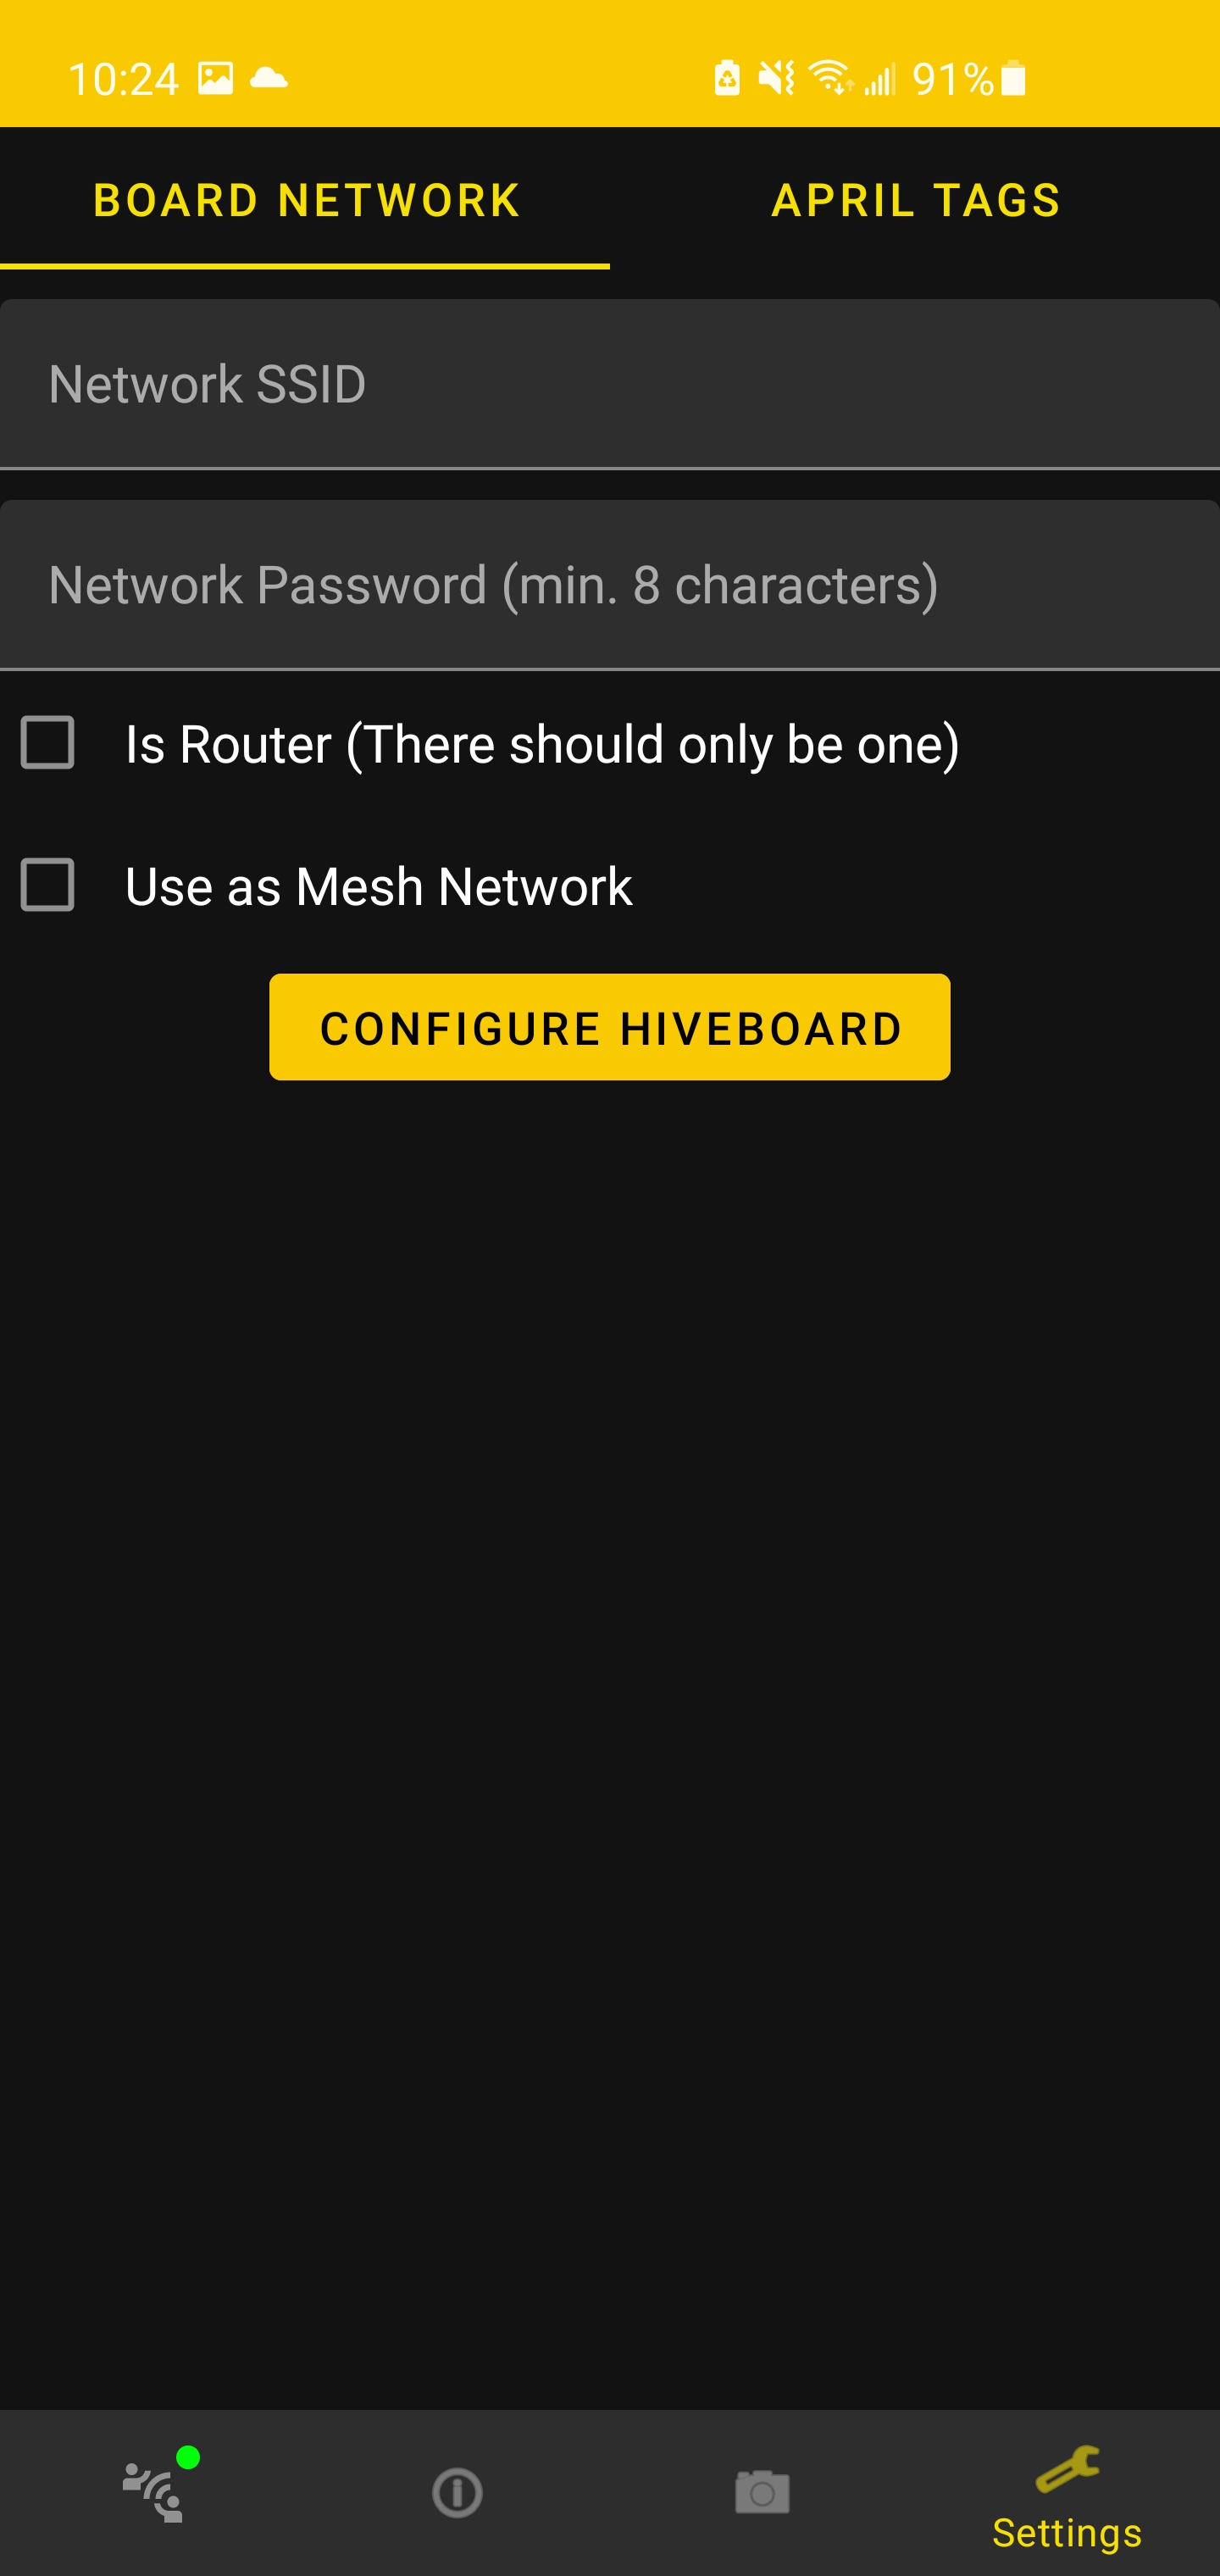 10:24 91%
BOARD NETWORK APRIL TAGS
Network SSID
Network Password (min. 8 characters)
Is Router (There should only be one)
Use as Mesh Network
CONFIGURE HIVEBOARD
Settings